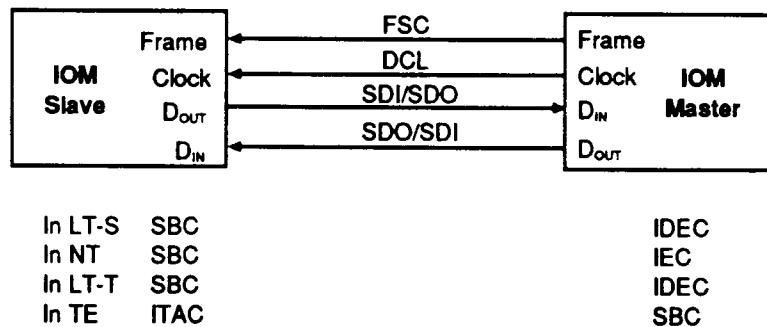 FSC
Frame Frame
DCL
IOM Clock Clock IOM
Slave SDI/SDO Master
DOUT DIN
SDO/SDI
DIN DOUT
In LT-S SBC IDEC
In NT SBC IEC
In LT-T SBC IDEC
In TE ITAC SBC